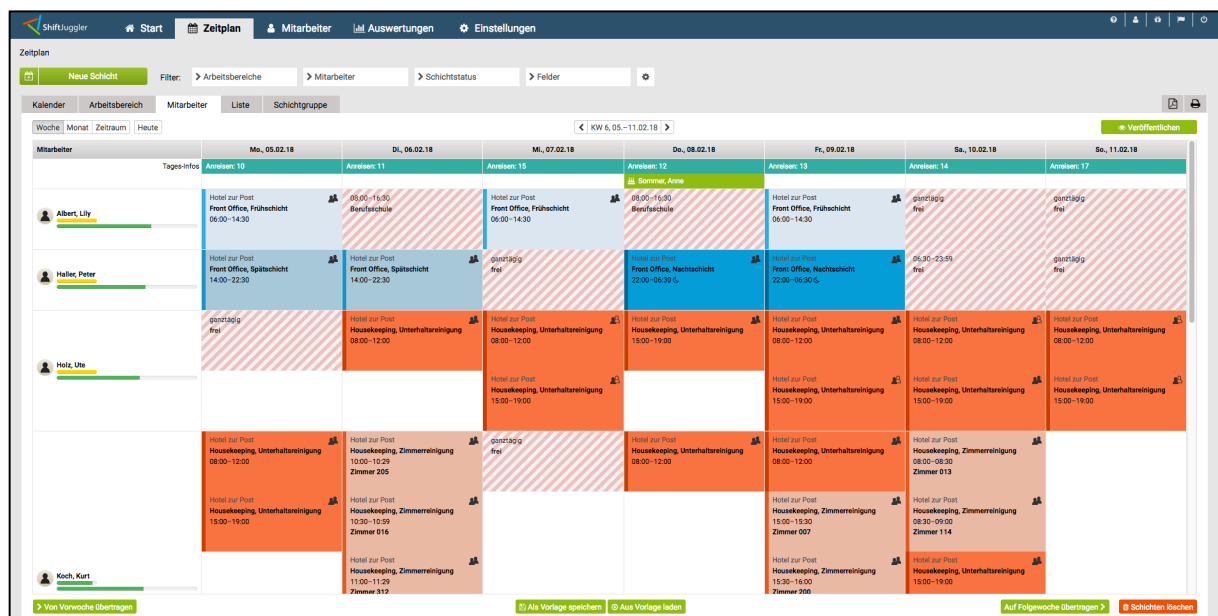 ShiftJuggler Start Zeitplan Mitarbeiter Auswertungen Einstellungen
Zeitplan
Neue Schicht Filter: Arbeitsbereiche Mitarbeiter Schichtstatus Felder
Kalender Arbeitsbereich Mitarbeiter Liste Schichtgruppe
Woche Monat Zeitraum Heute KW 6, 05.–11.02.18 Veröffentlichen
Mitarbeiter Mo., 05.02.18 Di., 06.02.18 Mi., 07.02.18 Do., 08.02.18 Fr., 09.02.18 Sa., 10.02.18 So., 11.02.18
Tages-Infos Anreisen: 10 Anreisen: 11 Anreisen: 15 Anreisen: 12 Anreisen: 13 Anreisen: 14 Anreisen: 17
Sommer, Anne
Hotel zur Post 08:00–16:30 Hotel zur Post 08:00–16:30 Hotel zur Post ganztägig ganztägig
Front Office, Frühschicht Berufsschule Front Office, Frühschicht Berufsschule Front Office, Frühschicht frei frei
Albert, Lily
06:00–14:30 06:00–14:30 06:00–14:30
Hotel zur Post Hotel zur Post ganztägig Hotel zur Post Hotel zur Post 06:30–23:59 ganztägig
Front Office, Spätschicht Front Office, Spätschicht frei Front Office, Nachtschicht Front Office, Nachtschicht frei frei
Haller, Peter
14:00–22:30 14:00–22:30 22:00–06:30 22:00–06:30
ganztägig Hotel zur Post Hotel zur Post Hotel zur Post Hotel zur Post Hotel zur Post Hotel zur Post
frei Housekeeping, Unterhaltsreinigung Housekeeping, Unterhaltsreinigung Housekeeping, Unterhaltsreinigung Housekeeping, Unterhaltsreinigung Housekeeping, Unterhaltsreinigung Housekeeping, Unterhaltsreinigung
08:00–12:00 08:00–12:00 15:00–19:00 08:00–12:00 08:00–12:00 08:00–12:00
Holz, Ute
Hotel zur Post Hotel zur Post Hotel zur Post Hotel zur Post
Housekeeping, Unterhaltsreinigung Housekeeping, Unterhaltsreinigung Housekeeping, Unterhaltsreinigung Housekeeping, Unterhaltsreinigung
15:00–19:00 15:00–19:00 15:00–19:00 15:00–19:00
Hotel zur Post Hotel zur Post ganztägig Hotel zur Post Hotel zur Post Hotel zur Post
Housekeeping, Unterhaltsreinigung Housekeeping, Zimmerreinigung frei Housekeeping, Unterhaltsreinigung Housekeeping, Unterhaltsreinigung Housekeeping, Zimmerreinigung
08:00–12:00 10:00–10:29 08:00–12:00 08:00–12:00 08:00–08:30
Zimmer 205 Zimmer 013
Hotel zur Post Hotel zur Post Hotel zur Post Hotel zur Post
Housekeeping, Unterhaltsreinigung Housekeeping, Zimmerreinigung Housekeeping, Zimmerreinigung Housekeeping, Zimmerreinigung
15:00–19:00 10:30–10:59 15:00–15:30 08:30–09:00
Zimmer 016 Zimmer 007 Zimmer 114
Hotel zur Post Hotel zur Post Hotel zur Post
Housekeeping, Zimmerreinigung Housekeeping, Zimmerreinigung Housekeeping, Unterhaltsreinigung
Koch, Kurt
11:00–11:29 15:30–16:00 15:00–19:00
Zimmer 312 Zimmer 200
Von Vorwoche übertragen Als Vorlage speichern Aus Vorlage laden Auf Folgewoche übertragen Schichten löschen